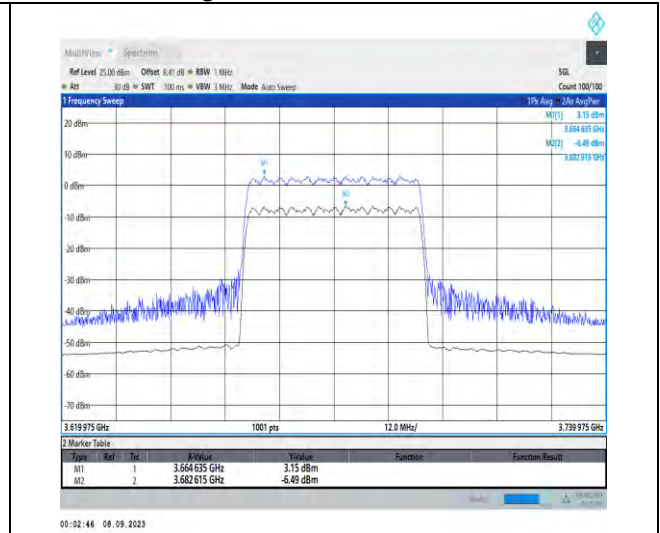 MultiView Spectrum
Ref Level 25.00 dBm Offset 8.41 dB RBW 1 MHz SGL
Att 30 dB SWT 100 ms VBW 3 MHz Mode Auto Sweep Count 100/100
1 Frequency Sweep 1Pk Avg 2Av AvgPwr
M1[1] 3.15 dBm
3.664 635 GHz
M2[2] -6.49 dBm
3.682 615 GHz
20 dBm
10 dBm
M1
0 dBm
M2
-10 dBm
-20 dBm
-30 dBm
-40 dBm
-50 dBm
-60 dBm
-70 dBm
3.619 975 GHz 1001 pts 12.0 MHz/ 3.739 975 GHz
2 Marker Table
Type Ref Trc X-Value Y-Value Function Function Result
M1 1 3.664 635 GHz 3.15 dBm
M2 2 3.682 615 GHz -6.49 dBm
00:02:46 08.09.2023